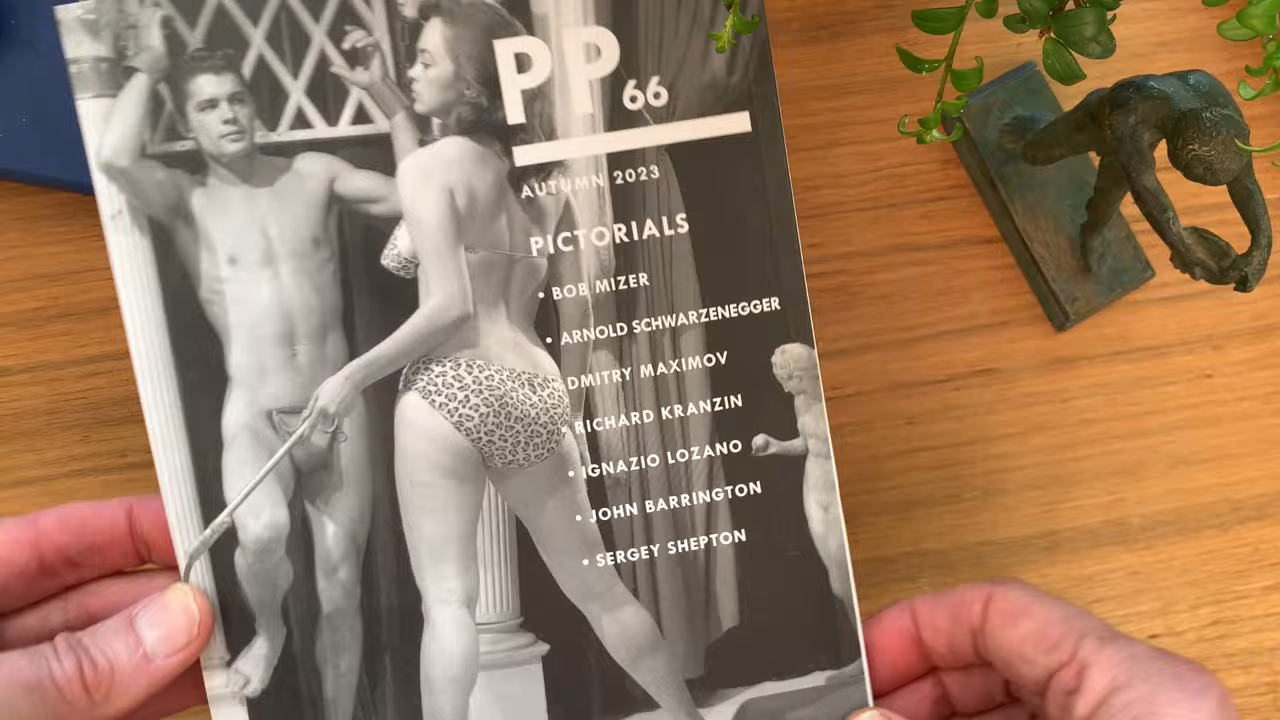 PP 66
AUTUMN 2023
PICTORIALS
• BOB MIZER
• ARNOLD SCHWARZENEGGER
DMITRY MAXIMOV
• RICHARD KRANZIN
• IGNAZIO LOZANO
• JOHN BARRINGTON
• SERGEY SHEPTON